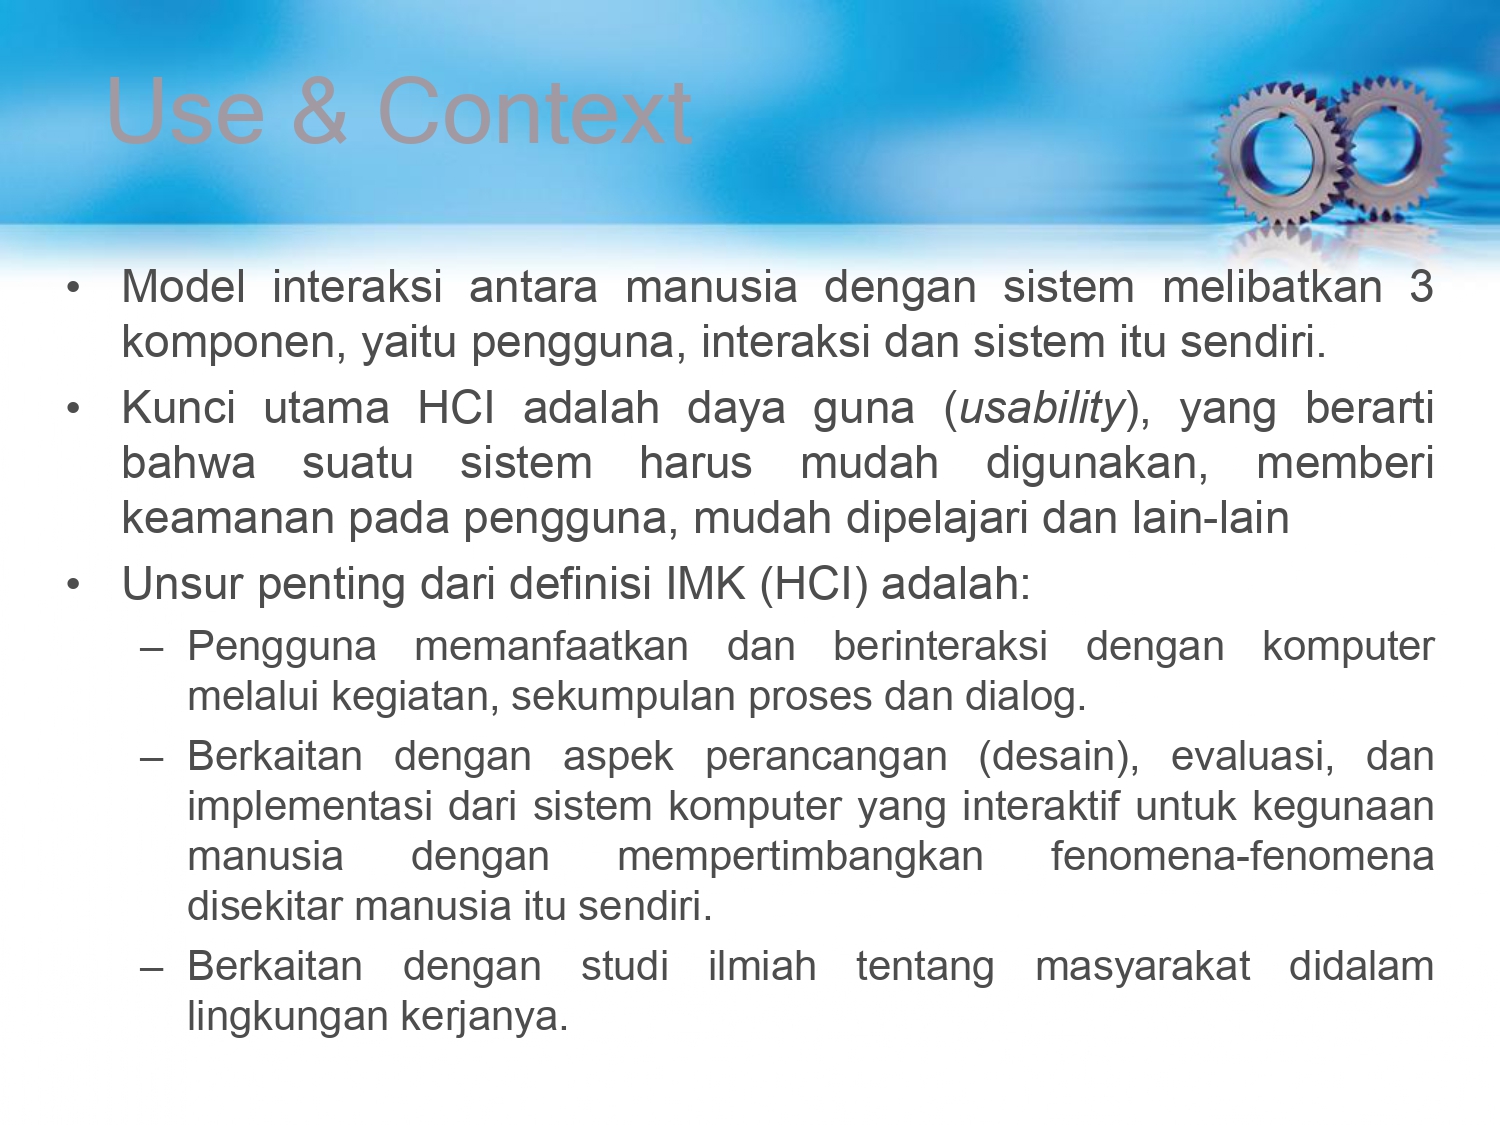 Use & Context
• Model interaksi antara manusia dengan sistem melibatkan 3
komponen, yaitu pengguna, interaksi dan sistem itu sendiri.
• Kunci utama HCI adalah daya guna (usability), yang berarti
bahwa suatu sistem harus mudah digunakan, memberi
keamanan pada pengguna, mudah dipelajari dan lain-lain
• Unsur penting dari definisi IMK (HCI) adalah:
– Pengguna memanfaatkan dan berinteraksi dengan komputer
melalui kegiatan, sekumpulan proses dan dialog.
– Berkaitan dengan aspek perancangan (desain), evaluasi, dan
implementasi dari sistem komputer yang interaktif untuk kegunaan
manusia dengan mempertimbangkan fenomena-fenomena
disekitar manusia itu sendiri.
– Berkaitan dengan studi ilmiah tentang masyarakat didalam
lingkungan kerjanya.